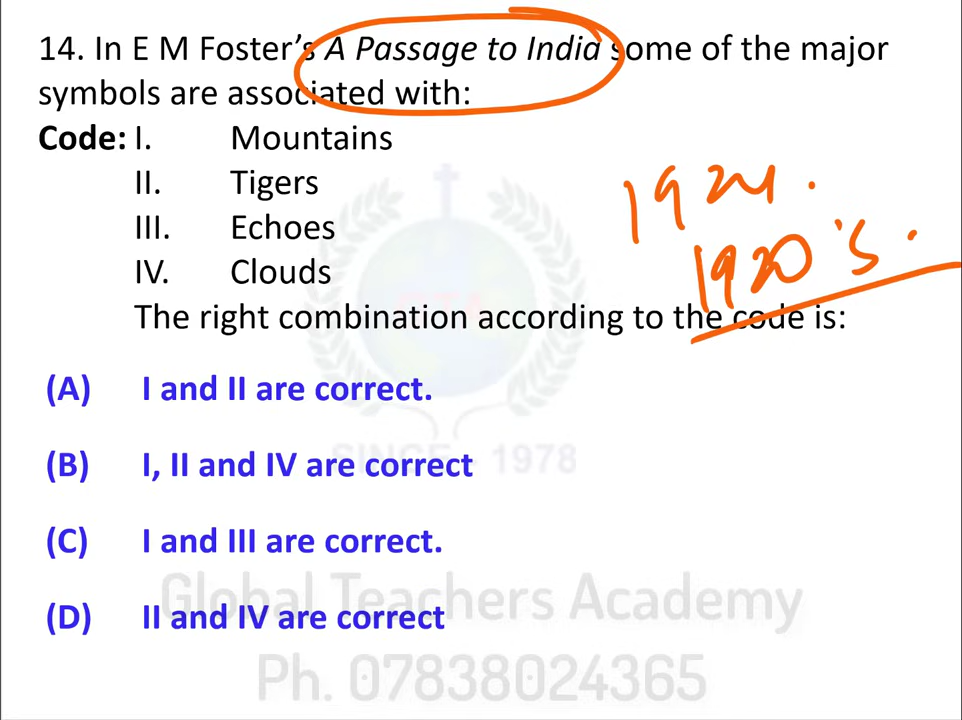 14. In E M Foster's A Passage to India some of the major
symbols are associated with:
Code: I. Mountains
II. Tigers
III. Echoes
IV. Clouds
1924.
1920's.
The right combination according to the code is:
(A) I and II are correct.
(B) I, II and IV are correct
SINCE 1978
(C) I and III are correct.
Global Teachers Academy
(D) II and IV are correct
Ph. 07838024365